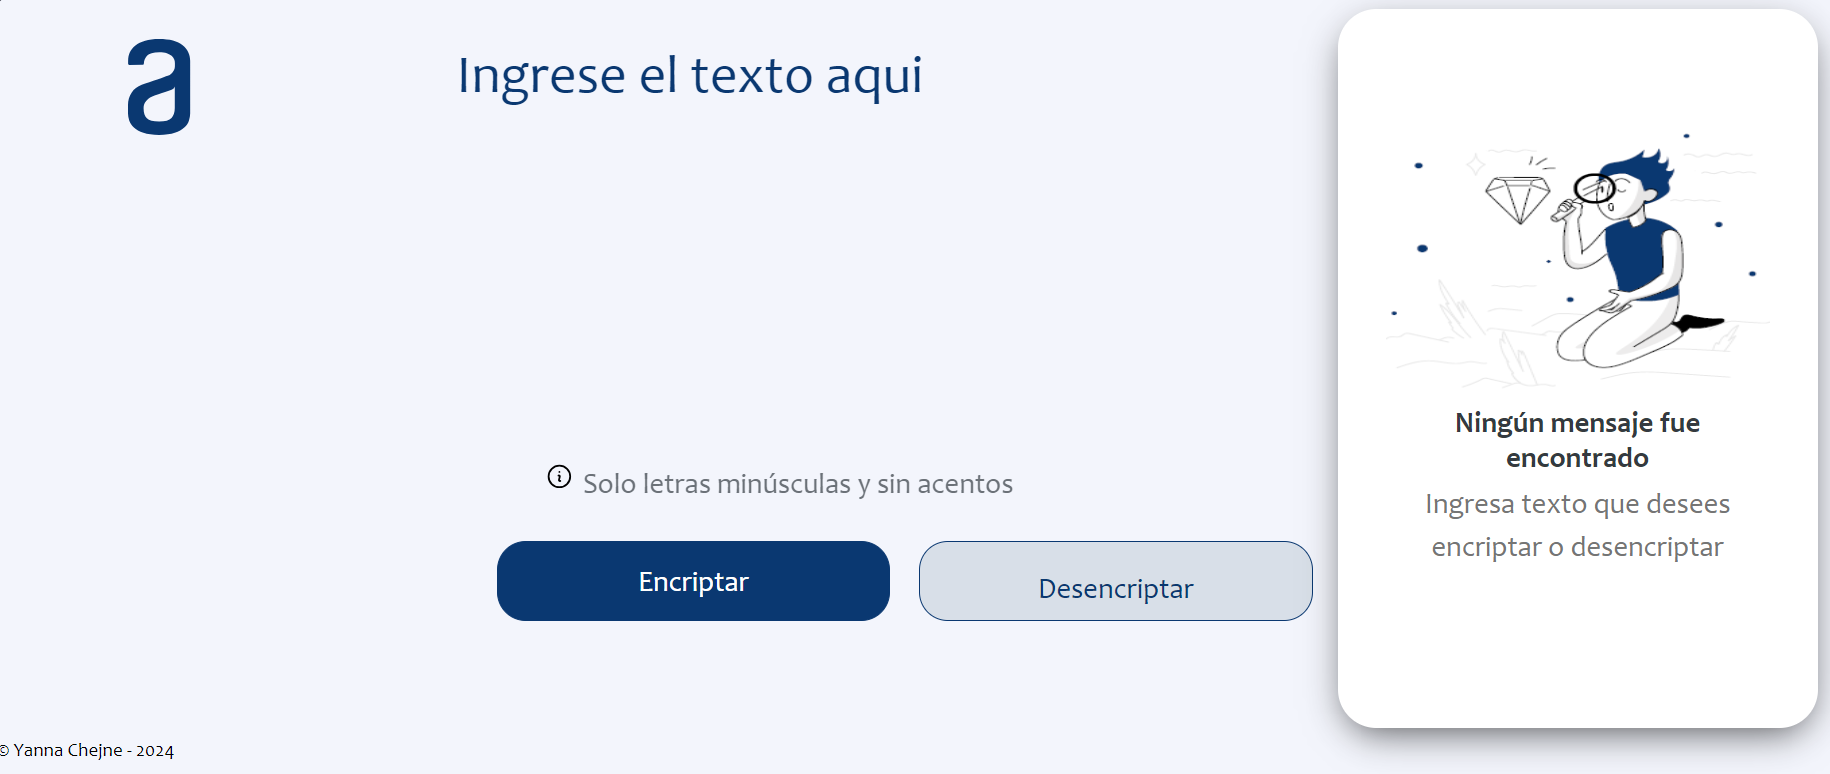 a
Ingrese el texto aqui
Solo letras minúsculas y sin acentos
Encriptar
Desencriptar
Ningún mensaje fue
encontrado
Ingresa texto que desees
encriptar o desencriptar
© Yanna Chejne - 2024